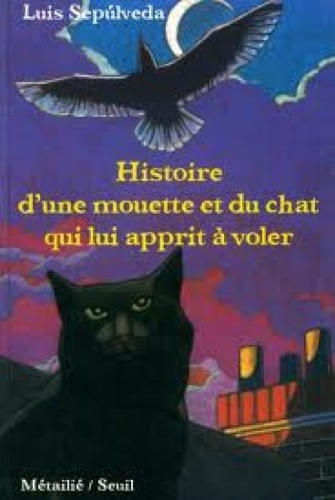 Luis Sepúlveda
Histoire
d'une mouette et du chat
qui lui apprit à voler
Métailié / Seuil